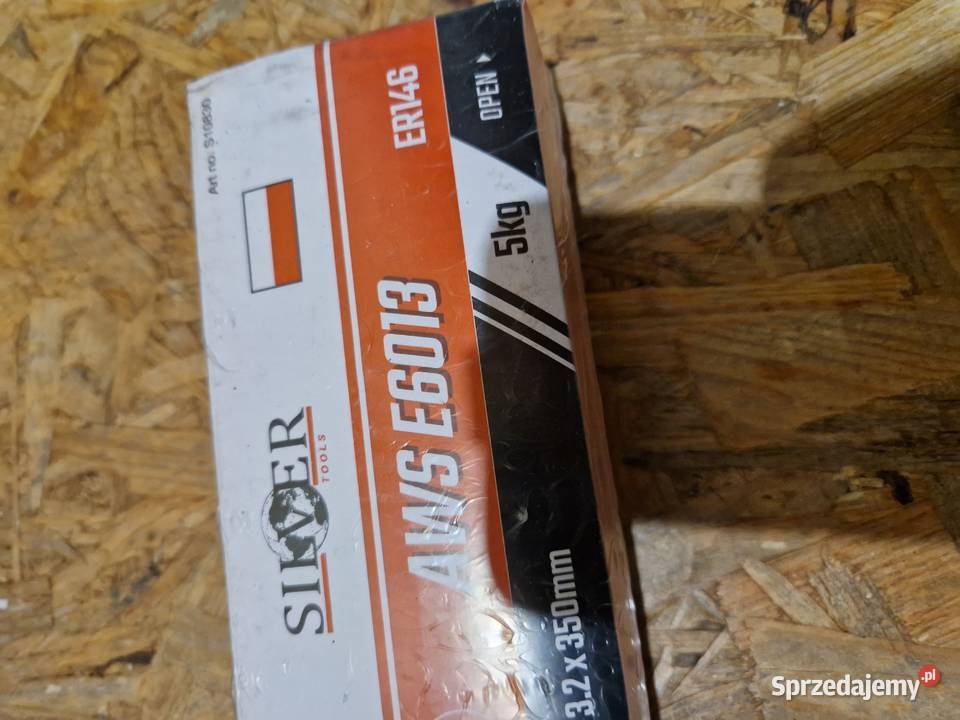 Art no: S10830
SILVER
TOOLS
ER146
AWS E6013
OPEN
5kg
3.2 x 350mm
Sprzedajemy.pl